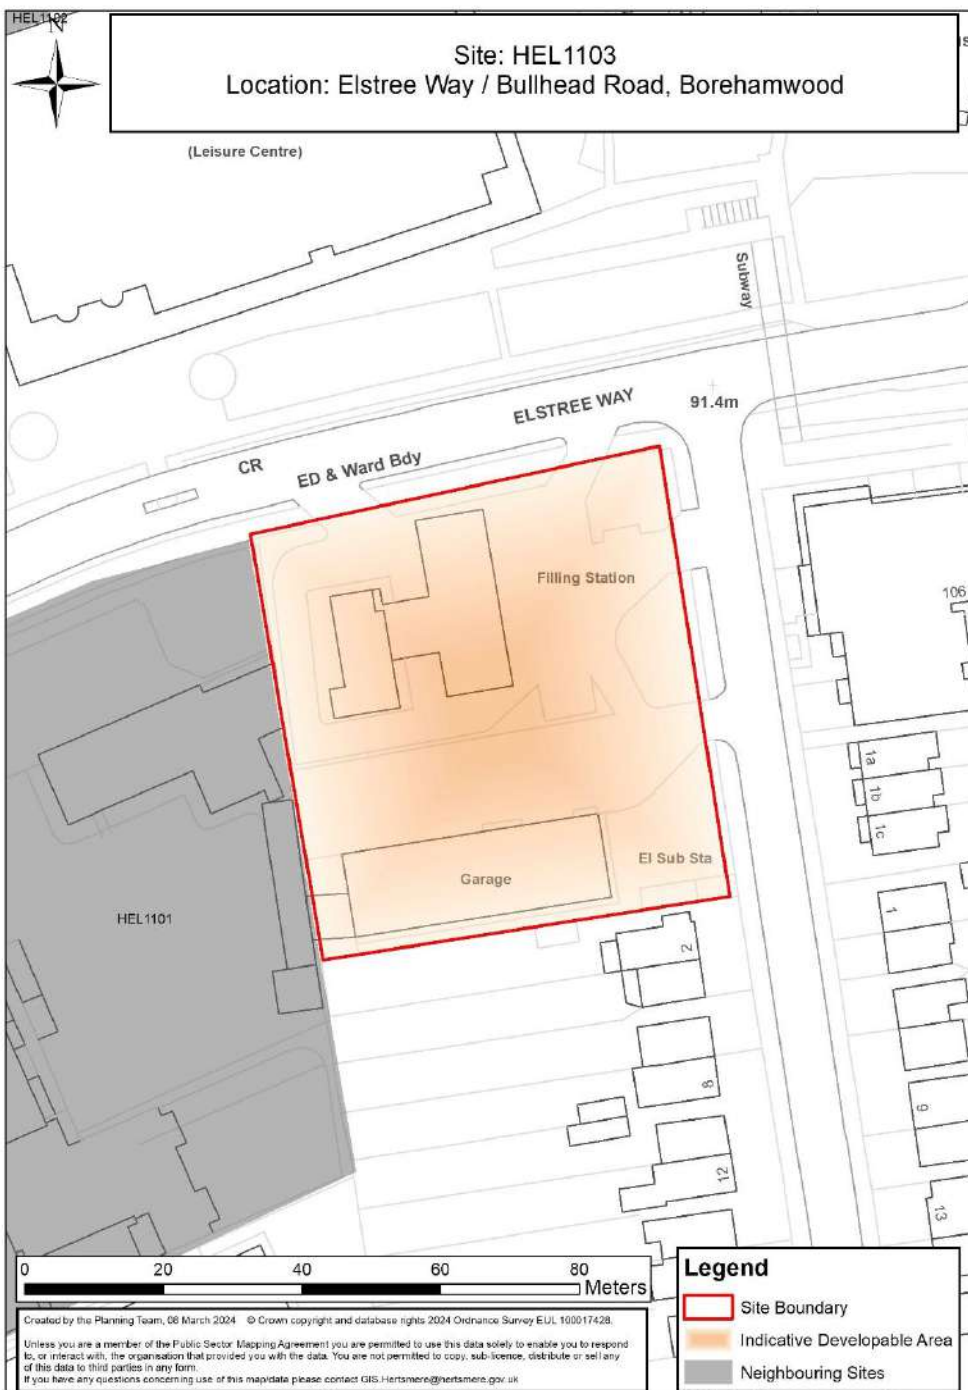 HEL1102
N
Site: HEL1103
Location: Elstree Way / Bullhead Road, Borehamwood
(Leisure Centre)
Subway
ELSTREE WAY
91.4m
CR
ED & Ward Bdy
Filling Station
106
1a
1b
1c
El Sub Sta
Garage
HEL1101
1
2
8
9
12
13
0 20 40 60 80
Meters
Legend
Site Boundary
Indicative Developable Area
Neighbouring Sites
Created by the Planning Team, 08 March 2024 © Crown copyright and database rights 2024 Ordnance Survey EUL 100017428.
Unless you are a member of the Public Sector Mapping Agreement you are permitted to use this data solely to enable you to respond
to, or interact with, the organisation that provided you with the data. You are not permitted to copy, sub-licence, distribute or sell any
of this data to third parties in any form.
If you have any questions concerning use of this map/data please contact GIS.Hertsmere@hertsmere.gov.uk